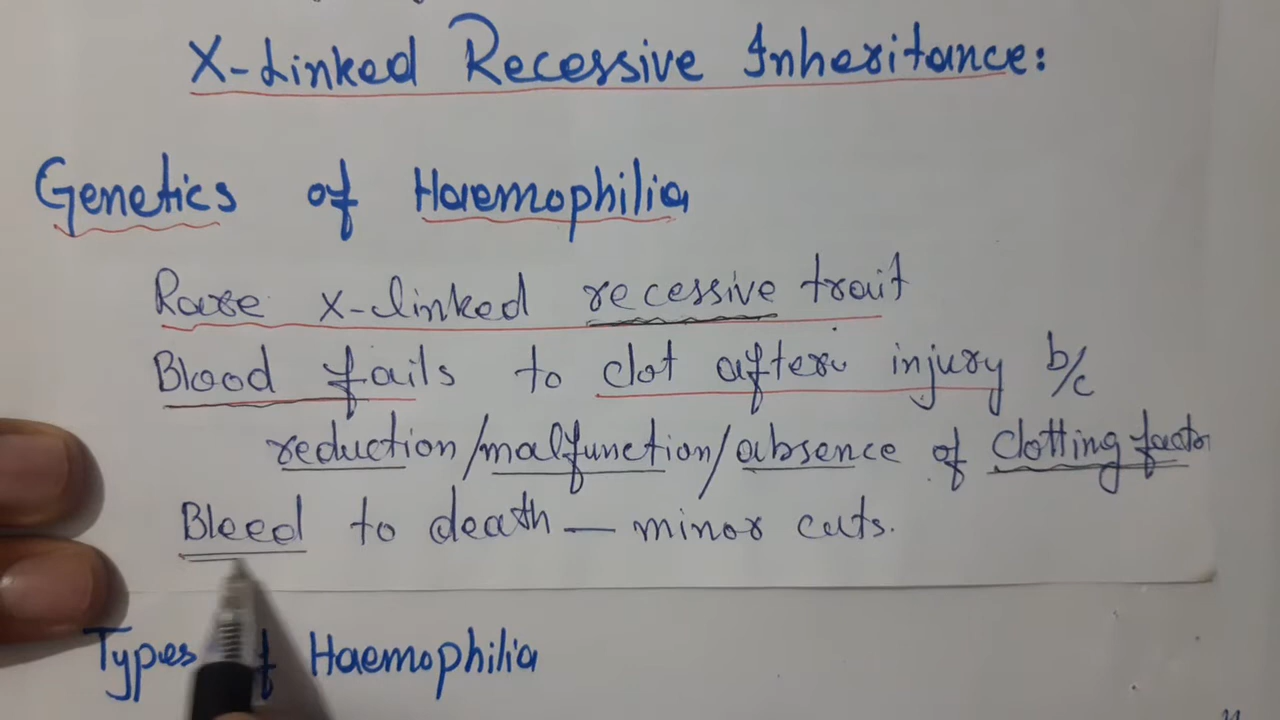 X-Linked Recessive Inheritance:
Genetics of Haemophilia
Rare X-linked recessive trait
Blood fails to clot after injury b/c
reduction/malfunction/absence of clotting factor
Bleed to death — minor cuts.
Types of Haemophilia